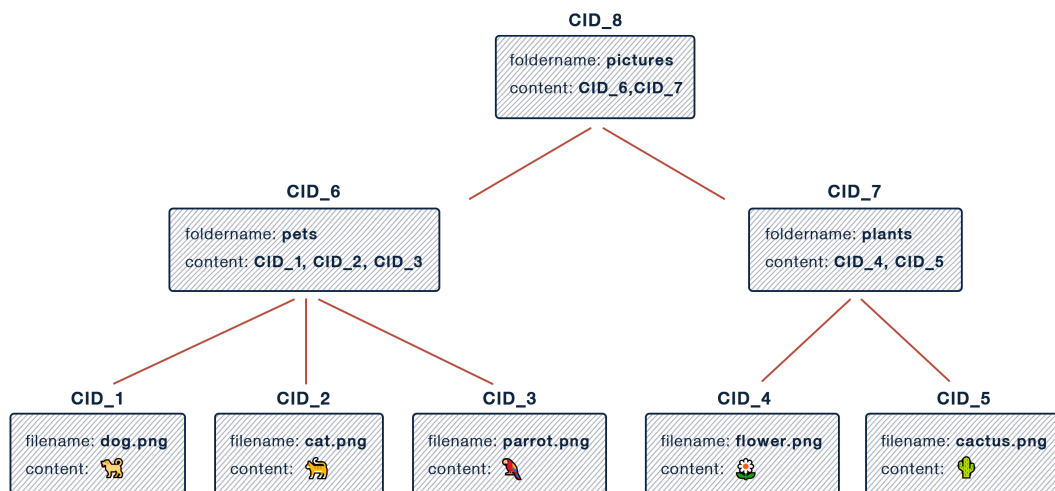 CID_8
foldername: pictures
content: CID_6,CID_7
CID_6
foldername: pets
content: CID_1, CID_2, CID_3
CID_7
foldername: plants
content: CID_4, CID_5
CID_1
filename: dog.png
content:
CID_2
filename: cat.png
content:
CID_3
filename: parrot.png
content:
CID_4
filename: flower.png
content:
CID_5
filename: cactus.png
content: